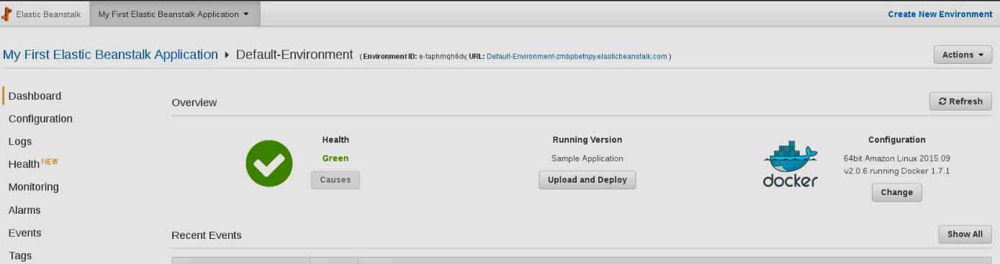 Elastic Beanstalk My First Elastic Beanstalk Application Create New Environment
My First Elastic Beanstalk Application Default-Environment ( Environment ID: e-taphmqh6dv, URL: Default-Environment-zmbpbefnpy.elasticbeanstalk.com ) Actions
Dashboard
Configuration
Logs
Health NEW
Monitoring
Alarms
Events
Tags
Overview Refresh
Health
Green
Causes
Running Version
Sample Application
Upload and Deploy
docker
Configuration
64bit Amazon Linux 2015.09
v2.0.6 running Docker 1.7.1
Change
Recent Events Show All